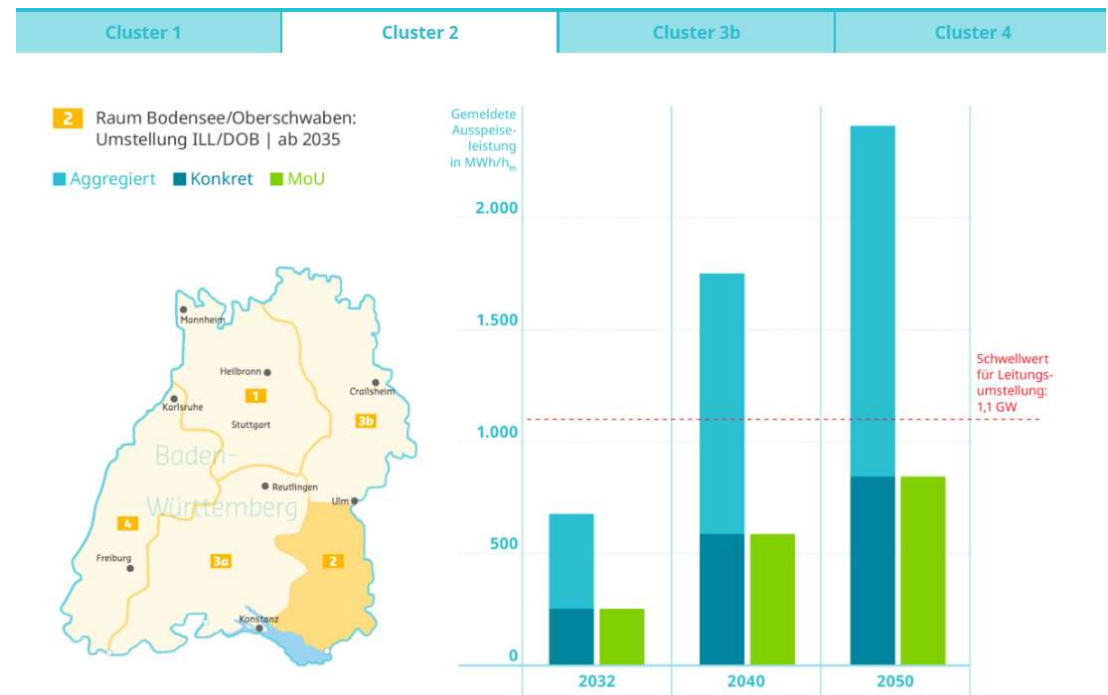 Cluster 1
Cluster 2
Cluster 3b
Cluster 4
2 Raum Bodensee/Oberschwaben:
Umstellung ILL/DOB | ab 2035
Aggregiert Konkret MoU
Gemeldete
Ausspeise-
leistung
in MWh/h_th
2.000
1.500
1.000
500
0
2032
2040
2050
Schwellwert
für Leitungs-
umstellung:
1,1 GW
Mannheim
Heilbronn
1
Crailsheim
Karlsruhe
Stuttgart
3b
Baden-
Württemberg
Reutlingen
Ulm
4
Freiburg
3a
2
Konstanz